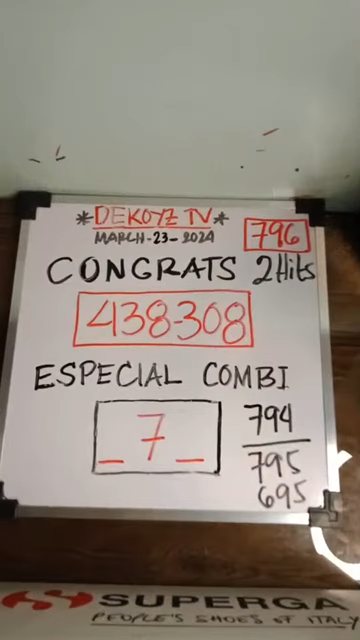 *DEKOYZ TV*
MARCH-23-2024
796
CONGRATS 2Hits
438-308
ESPECIAL COMBI
_ 7 _
794
795
695
SUPERGA
PEOPLE'S SHOES OF ITALY